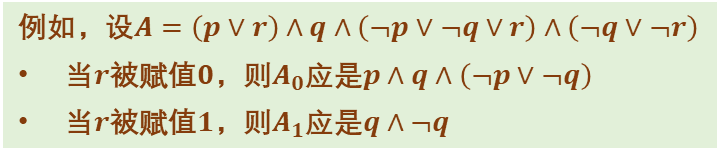 例如，设A = (p ∨ r) ∧ q ∧ (¬p ∨ ¬q ∨ r) ∧ (¬q ∨ ¬r)
• 当r被赋值0，则A₀应是p ∧ q ∧ (¬p ∨ ¬q)
• 当r被赋值1，则A₁应是q ∧ ¬q